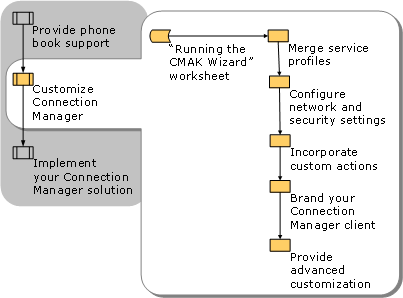 Provide phone
book support
Customize
Connection
Manager
Implement
your Connection
Manager solution
"Running the
CMAK Wizard"
worksheet
Merge service
profiles
Configure
network and
security settings
Incorporate
custom actions
Brand your
Connection
Manager client
Provide
advanced
customization